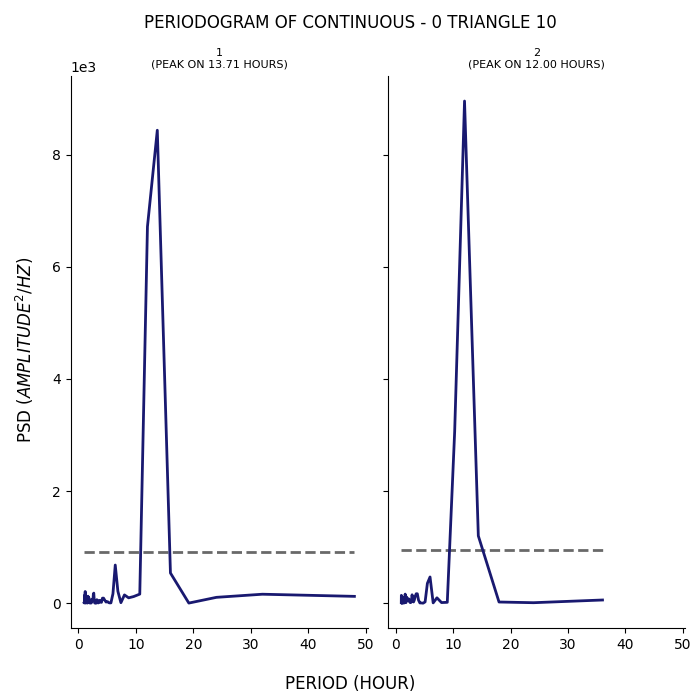 PERIODOGRAM OF CONTINUOUS - 0 TRIANGLE 10
1
(PEAK ON 13.71 HOURS)
2
(PEAK ON 12.00 HOURS)
1e3
8
6
4
2
0
PSD (AMPLITUDE²/HZ)
0 10 20 30 40 50
0 10 20 30 40 50
PERIOD (HOUR)